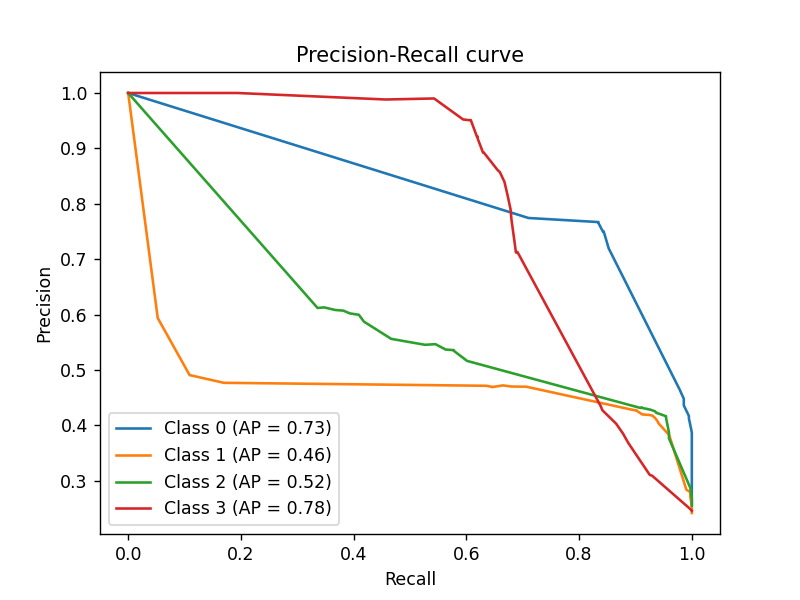 Precision-Recall curve
1.0
0.9
0.8
0.7
0.6
0.5
0.4
0.3
Precision
Class 0 (AP = 0.73)
Class 1 (AP = 0.46)
Class 2 (AP = 0.52)
Class 3 (AP = 0.78)
0.0 0.2 0.4 0.6 0.8 1.0
Recall